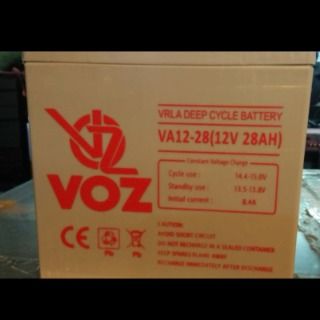 VOZ
VRLA DEEP CYCLE BATTERY
VA12-28(12V 28AH)
Constant Voltage Charge
Cycle use : 14.4-15.0V
Standby use : 13.5-13.8V
Initial current : 8.4A
CE Pb Pb
CAUTION:
AVOID SHORT CIRCUIT
DO NOT RECHARGE IN A SEALED CONTAINER
KEEP SPARKS FLAME AWAY
RECHARGE IMMEDIATELY AFTER DISCHARGE